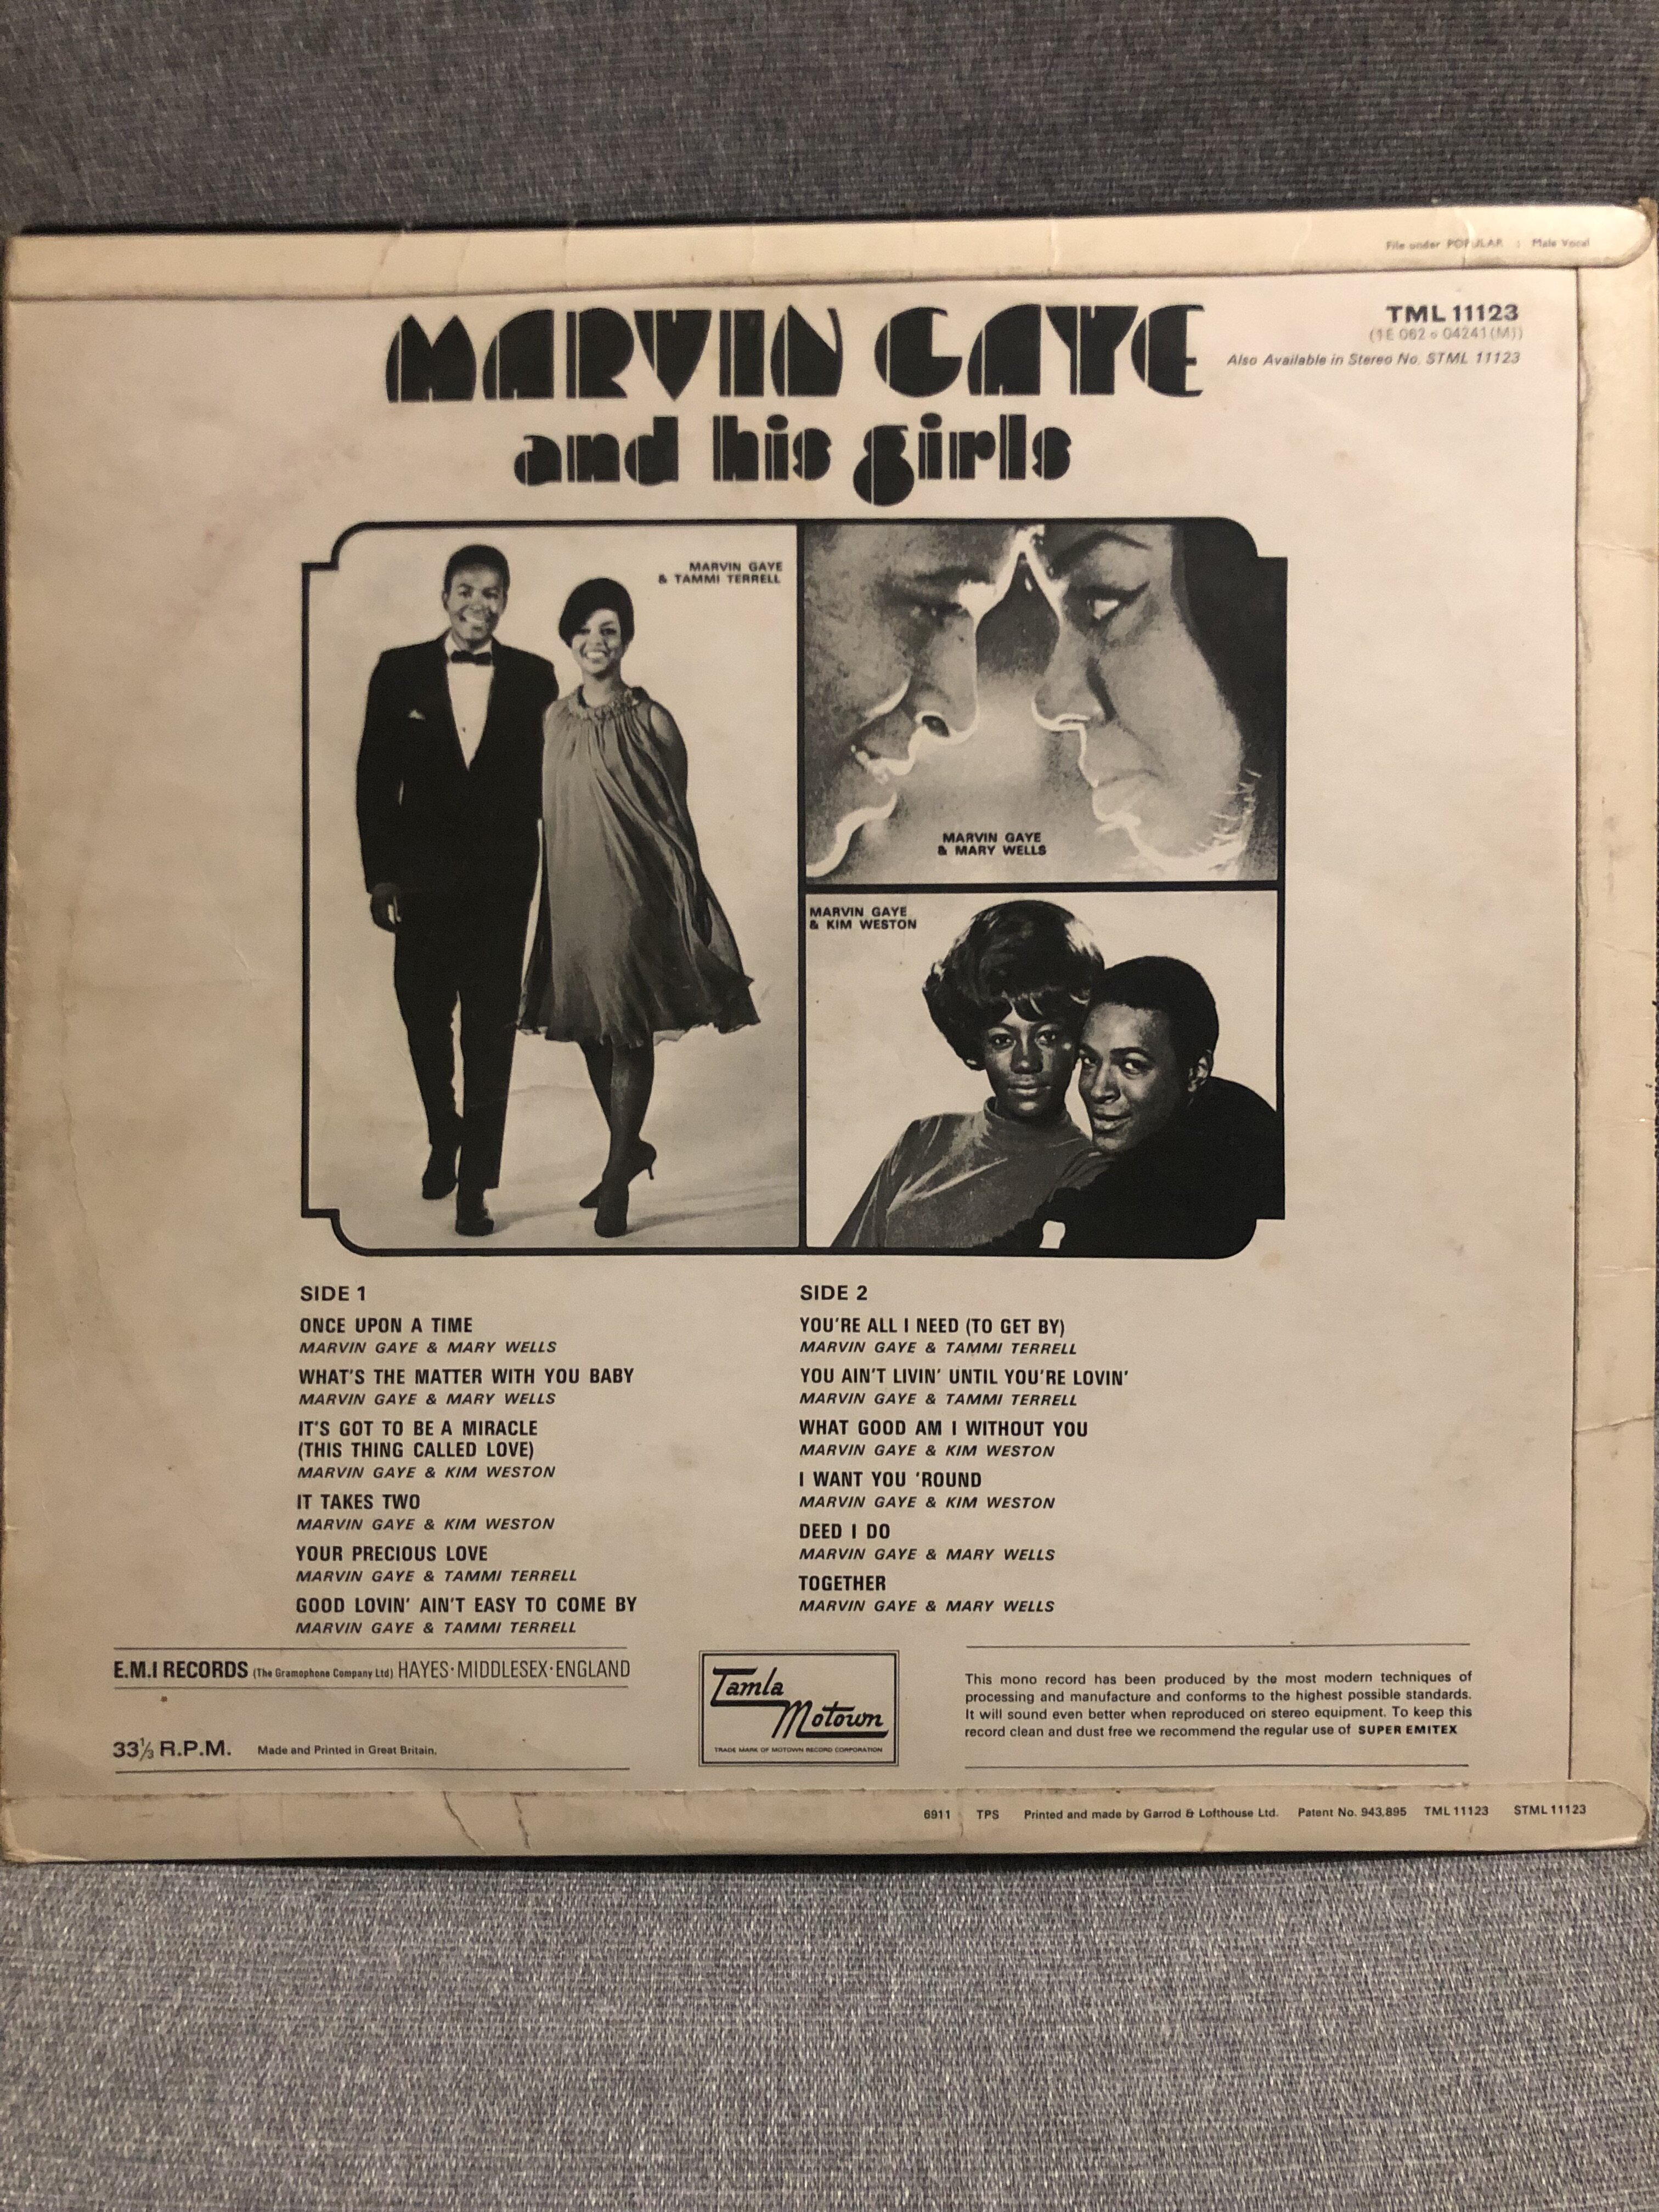 File under POPULAR : Male Vocal
MARVIN GAYE
and his girls
TML 11123
(1E 062 o 04241 (M))
Also Available in Stereo No. STML 11123
MARVIN GAYE
& TAMMI TERRELL
MARVIN GAYE
& MARY WELLS
MARVIN GAYE
& KIM WESTON
SIDE 1
ONCE UPON A TIME
MARVIN GAYE & MARY WELLS
WHAT'S THE MATTER WITH YOU BABY
MARVIN GAYE & MARY WELLS
IT'S GOT TO BE A MIRACLE
(THIS THING CALLED LOVE)
MARVIN GAYE & KIM WESTON
IT TAKES TWO
MARVIN GAYE & KIM WESTON
YOUR PRECIOUS LOVE
MARVIN GAYE & TAMMI TERRELL
GOOD LOVIN' AIN'T EASY TO COME BY
MARVIN GAYE & TAMMI TERRELL
SIDE 2
YOU'RE ALL I NEED (TO GET BY)
MARVIN GAYE & TAMMI TERRELL
YOU AIN'T LIVIN' UNTIL YOU'RE LOVIN'
MARVIN GAYE & TAMMI TERRELL
WHAT GOOD AM I WITHOUT YOU
MARVIN GAYE & KIM WESTON
I WANT YOU 'ROUND
MARVIN GAYE & KIM WESTON
DEED I DO
MARVIN GAYE & MARY WELLS
TOGETHER
MARVIN GAYE & MARY WELLS
E.M.I RECORDS (The Gramophone Company Ltd) HAYES·MIDDLESEX·ENGLAND
33⅓ R.P.M. Made and Printed in Great Britain.
Tamla
Motown
TRADE MARK OF MOTOWN RECORD CORPORATION
This mono record has been produced by the most modern techniques of
processing and manufacture and conforms to the highest possible standards.
It will sound even better when reproduced on stereo equipment. To keep this
record clean and dust free we recommend the regular use of SUPER EMITEX
6911 TPS Printed and made by Garrod & Lofthouse Ltd. Patent No. 943,895 TML 11123 STML 11123